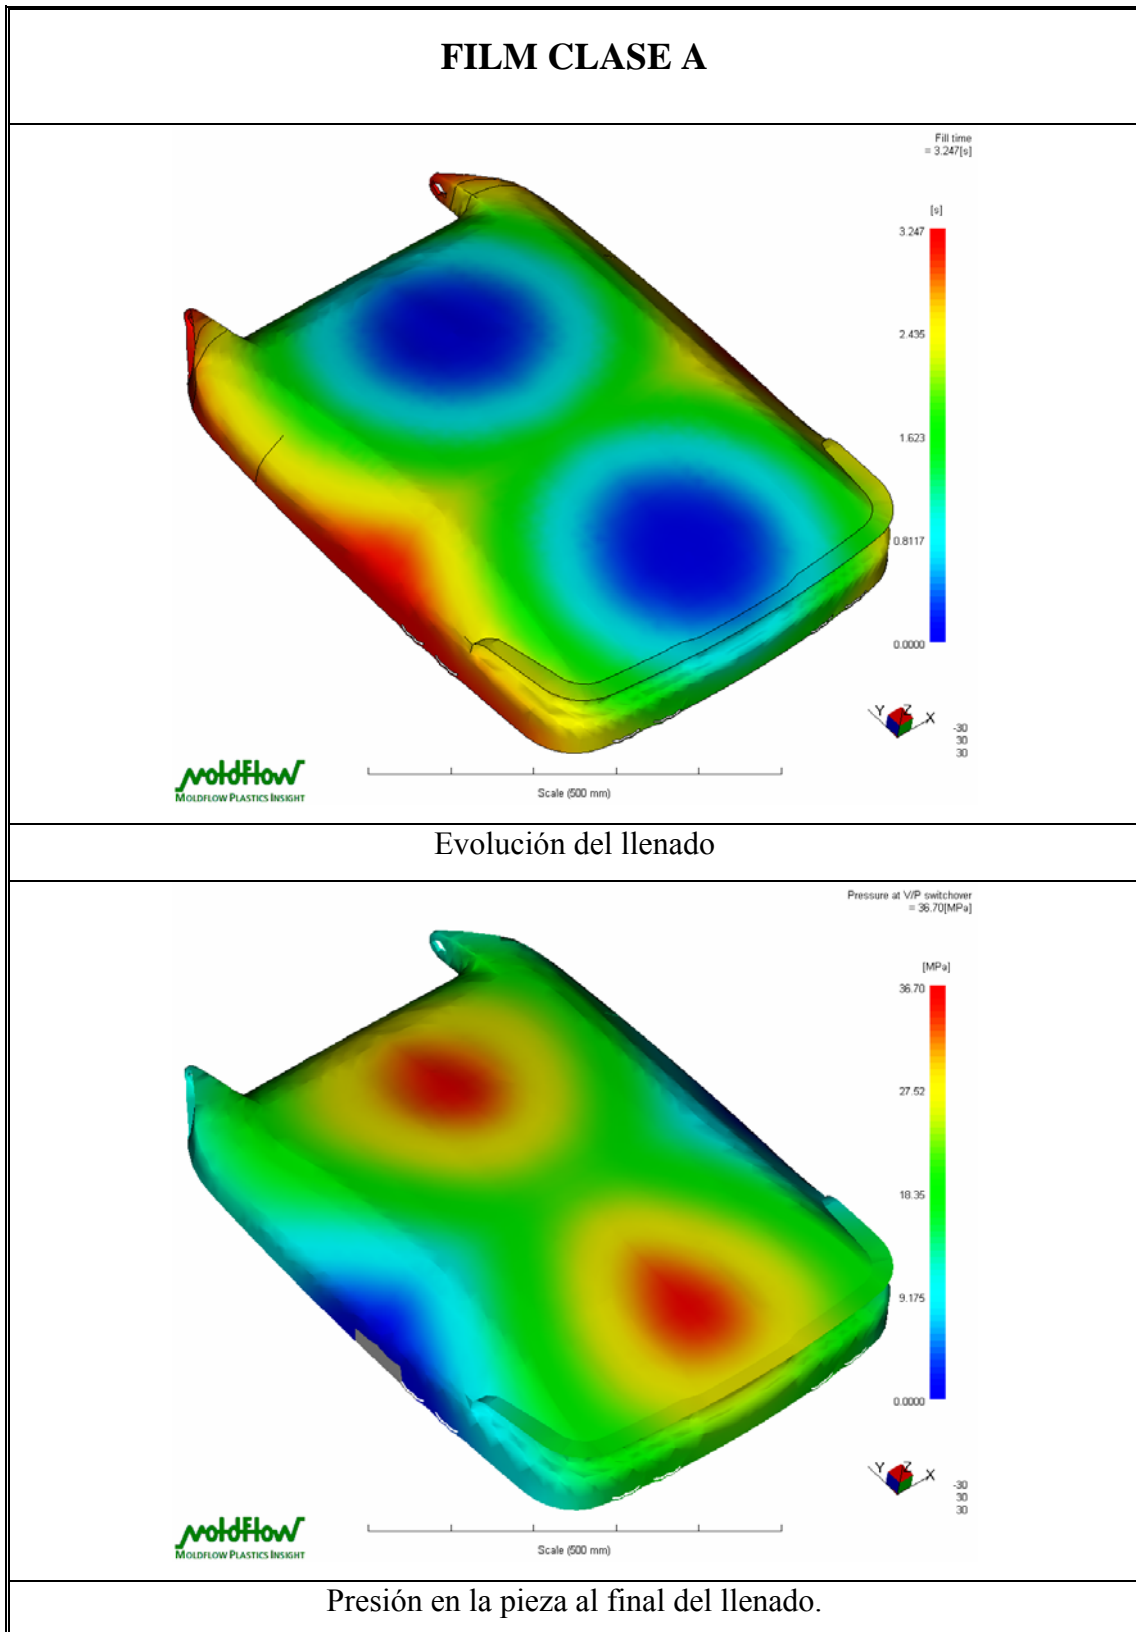 FILM CLASE A
Fill time
= 3.247[s]
[s]
3.247
2.435
1.623
0.8117
0.0000
Y Z X
-30
30
30
moldflow
MOLDFLOW PLASTICS INSIGHT
Scale (500 mm)
Evolución del llenado
Pressure at V/P switchover
= 36.70[MPa]
[MPa]
36.70
27.52
18.35
9.175
0.0000
Y Z X
-30
30
30
moldflow
MOLDFLOW PLASTICS INSIGHT
Scale (500 mm)
Presión en la pieza al final del llenado.